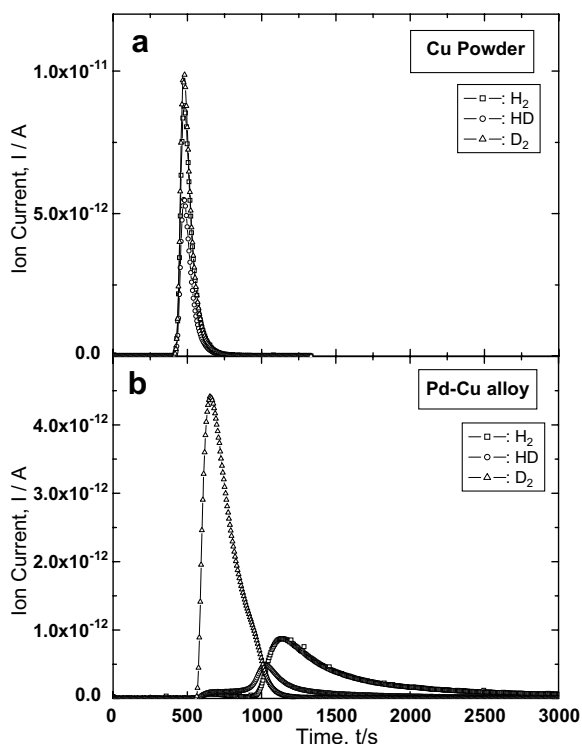 a
Cu Powder
1.0x10⁻¹¹
—□—: H₂
—○—: HD
—△—: D₂
5.0x10⁻¹²
0.0
Ion Current, I / A
b
Pd-Cu alloy
4.0x10⁻¹²
—□—: H₂
—○—: HD
—△—: D₂
3.0x10⁻¹²
2.0x10⁻¹²
1.0x10⁻¹²
0.0
Ion Current, I / A
0 500 1000 1500 2000 2500 3000
Time, t/s